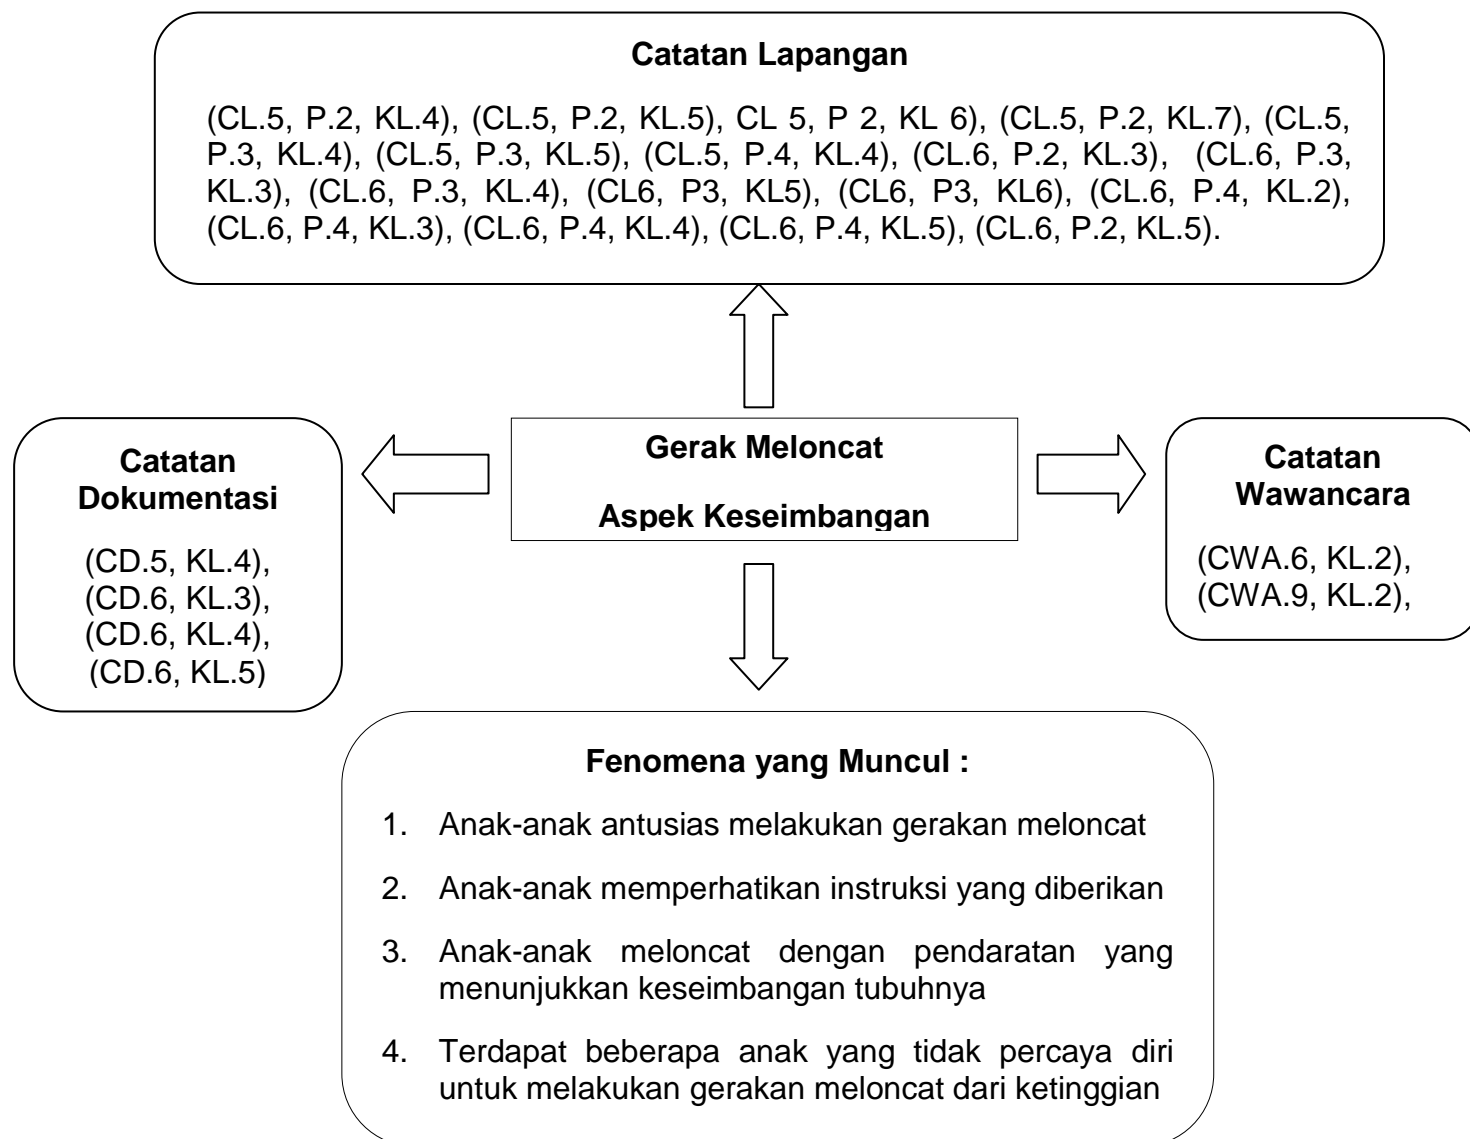 Catatan Lapangan
(CL.5, P.2, KL.4), (CL.5, P.2, KL.5), CL 5, P 2, KL 6), (CL.5, P.2, KL.7), (CL.5,
P.3, KL.4), (CL.5, P.3, KL.5), (CL.5, P.4, KL.4), (CL.6, P.2, KL.3), (CL.6, P.3,
KL.3), (CL.6, P.3, KL.4), (CL6, P3, KL5), (CL6, P3, KL6), (CL.6, P.4, KL.2),
(CL.6, P.4, KL.3), (CL.6, P.4, KL.4), (CL.6, P.4, KL.5), (CL.6, P.2, KL.5).
Catatan
Dokumentasi
(CD.5, KL.4),
(CD.6, KL.3),
(CD.6, KL.4),
(CD.6, KL.5)
Gerak Meloncat
Aspek Keseimbangan
Catatan
Wawancara
(CWA.6, KL.2),
(CWA.9, KL.2),
Fenomena yang Muncul :
1. Anak-anak antusias melakukan gerakan meloncat
2. Anak-anak memperhatikan instruksi yang diberikan
3. Anak-anak meloncat dengan pendaratan yang
menunjukkan keseimbangan tubuhnya
4. Terdapat beberapa anak yang tidak percaya diri
untuk melakukan gerakan meloncat dari ketinggian